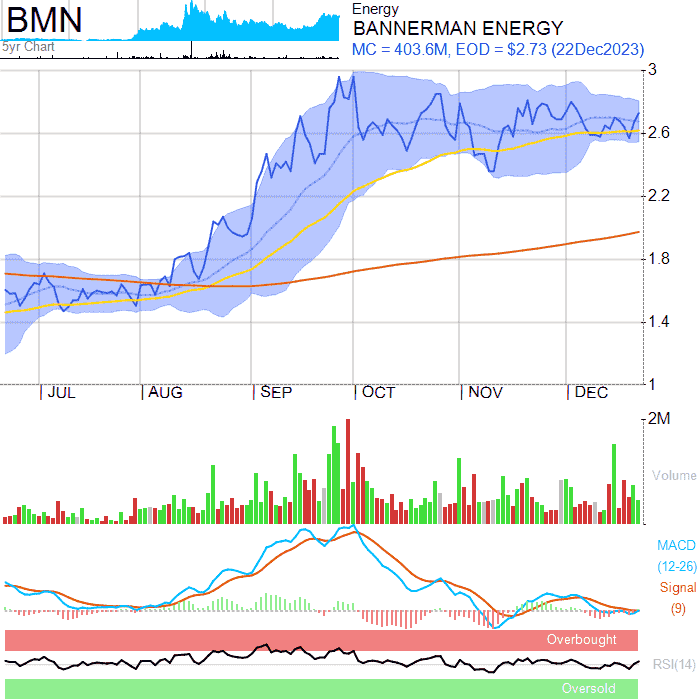 BMN
5yr Chart
Energy
BANNERMAN ENERGY
MC = 403.6M, EOD = $2.73 (22Dec2023)
3
2.6
2.2
1.8
1.4
1
JUL
AUG
SEP
OCT
NOV
DEC
2M
Volume
MACD
(12-26)
Signal
(9)
Overbought
RSI(14)
Oversold